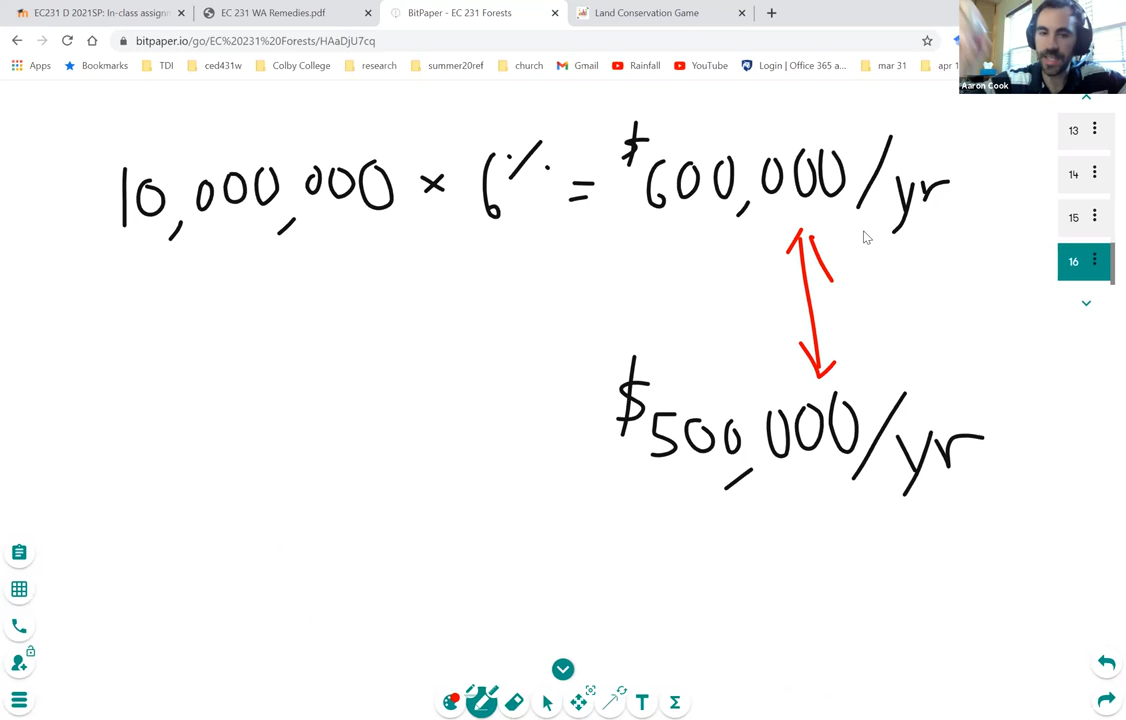 EC231 D 2021SP: In-class assignm
EC 231 WA Remedies.pdf
BitPaper - EC 231 Forests
Land Conservation Game
bitpaper.io/go/EC%20231%20Forests/HAaDjU7cq
Apps Bookmarks TDI ced431w Colby College research summer20ref church Gmail Rainfall YouTube Login | Office 365 a... mar 31 apr 1
Aaron Cook
13
14
15
16
10,000,000 × 6% = $600,000/yr
$500,000/yr
T Σ